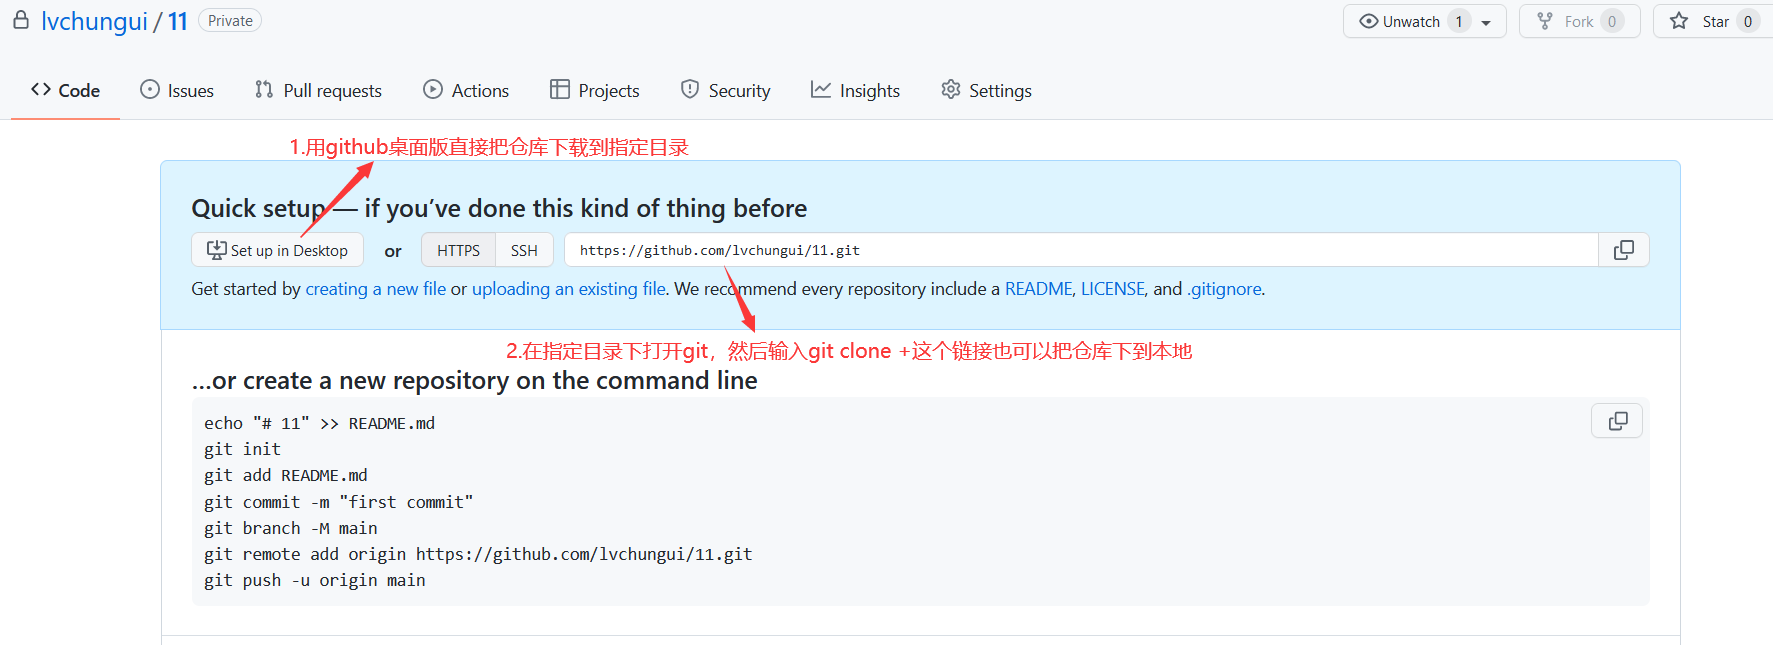 lvchungui / 11 Private
Unwatch 1 Fork 0 Star 0
Code Issues Pull requests Actions Projects Security Insights Settings
1.用github桌面版直接把仓库下载到指定目录
Quick setup — if you’ve done this kind of thing before
Set up in Desktop or HTTPS SSH https://github.com/lvchungui/11.git
Get started by creating a new file or uploading an existing file. We recommend every repository include a README, LICENSE, and .gitignore.
2.在指定目录下打开git，然后输入git clone +这个链接也可以把仓库下到本地
...or create a new repository on the command line
echo "# 11" >> README.md
git init
git add README.md
git commit -m "first commit"
git branch -M main
git remote add origin https://github.com/lvchungui/11.git
git push -u origin main